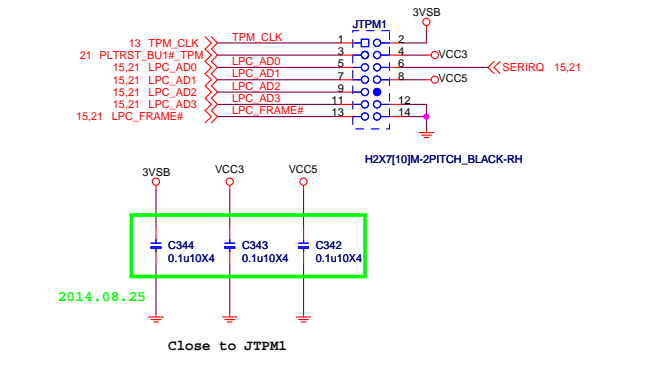 3VSB
JTPM1
13 TPM_CLK TPM_CLK 1 2
21 PLTRST_BU1#_TPM 3 4 VCC3
15,21 LPC_AD0 LPC_AD0 5 6 SERIRQ 15,21
15,21 LPC_AD1 LPC_AD1 7 8 VCC5
15,21 LPC_AD2 LPC_AD2 9
15,21 LPC_AD3 LPC_AD3 11 12
15,21 LPC_FRAME# LPC_FRAME# 13 14
H2X7[10]M-2PITCH_BLACK-RH
3VSB VCC3 VCC5
C344 C343 C342
0.1u10X4 0.1u10X4 0.1u10X4
2014.08.25
Close to JTPM1